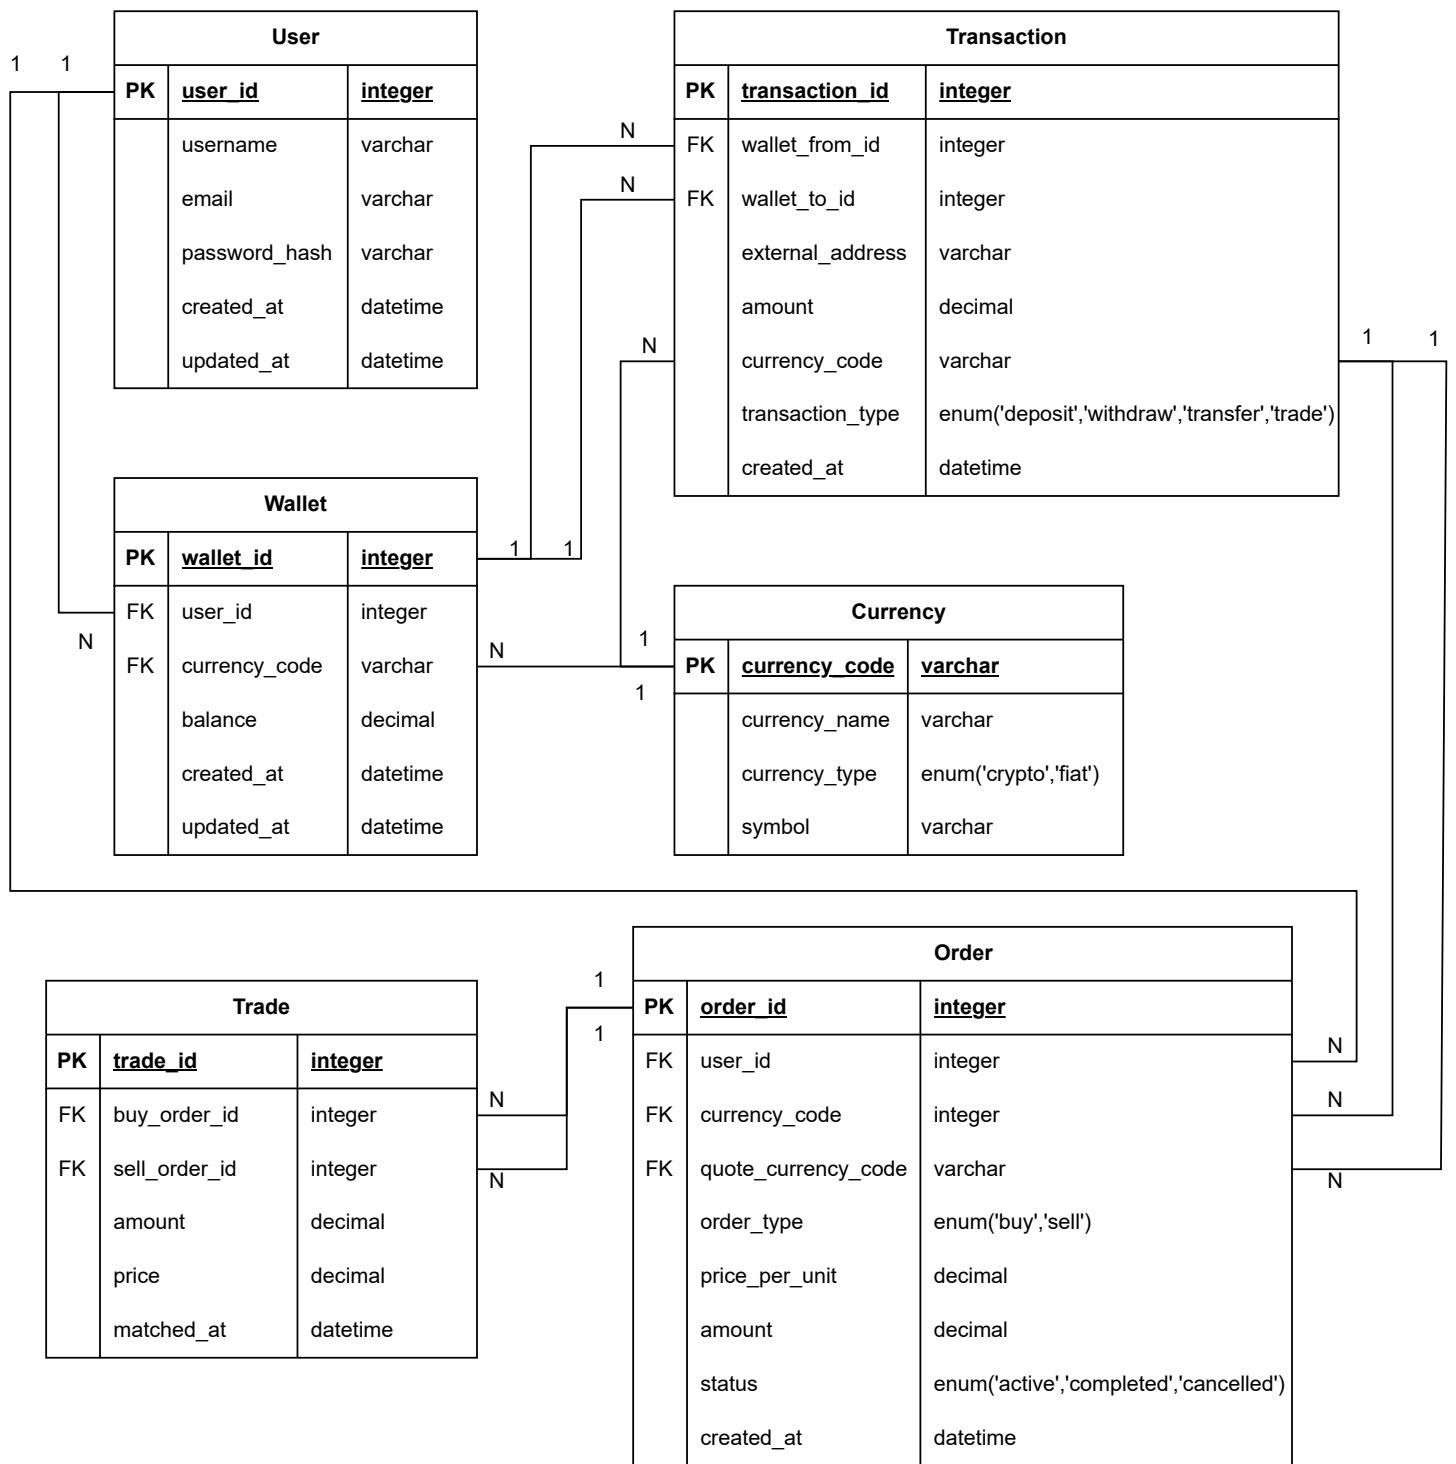 User
1 1
PK user_id integer
username varchar
email varchar
password_hash varchar
created_at datetime
updated_at datetime
Transaction
PK transaction_id integer
N FK wallet_from_id integer
N FK wallet_to_id integer
external_address varchar
amount decimal
N currency_code varchar 1 1
transaction_type enum('deposit','withdraw','transfer','trade')
created_at datetime
Wallet
PK wallet_id integer 1 1
FK user_id integer
N
FK currency_code varchar N
balance decimal
created_at datetime
updated_at datetime
Currency
1
PK currency_code varchar
1
currency_name varchar
currency_type enum('crypto','fiat')
symbol varchar
Trade
PK trade_id integer
FK buy_order_id integer N
FK sell_order_id integer N
amount decimal
price decimal
matched_at datetime
Order
1
PK order_id integer
1
FK user_id integer N
FK currency_code integer N
FK quote_currency_code varchar N
order_type enum('buy','sell')
price_per_unit decimal
amount decimal
status enum('active','completed','cancelled')
created_at datetime